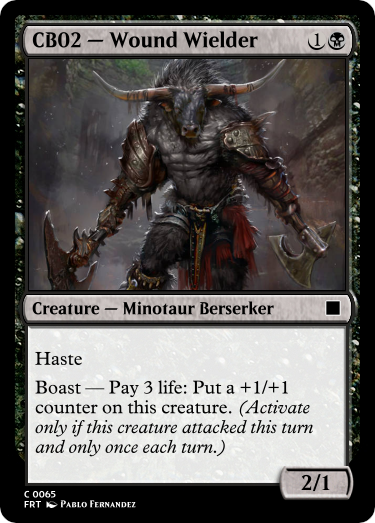 CB02 — Wound Wielder 1
Creature — Minotaur Berserker
Haste
Boast — Pay 3 life: Put a +1/+1
counter on this creature. (Activate
only if this creature attacked this turn
and only once each turn.)
2/1
C 0065
FRT Pablo Fernandez